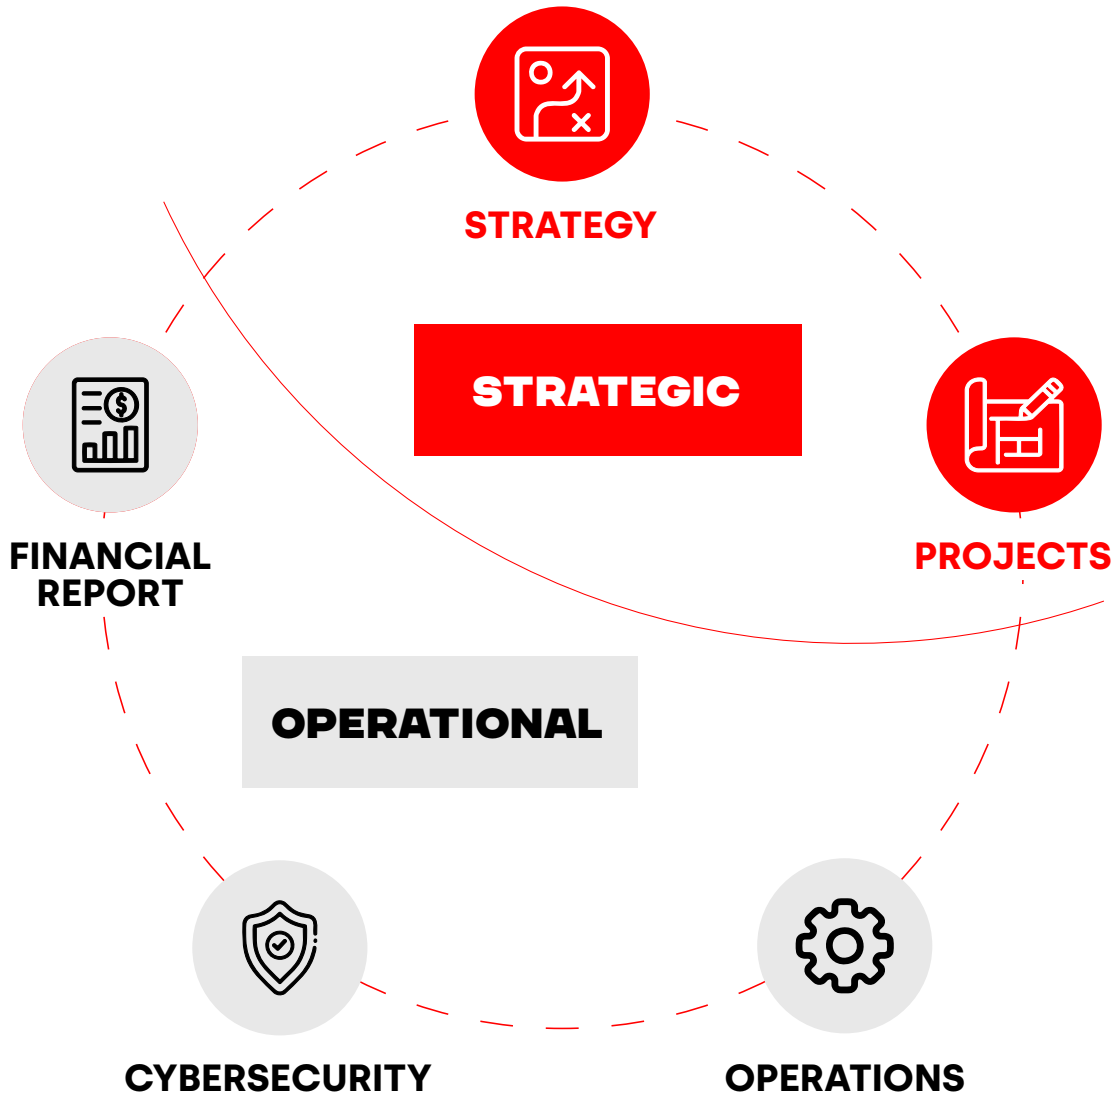 STRATEGY
STRATEGIC
PROJECTS
FINANCIAL
REPORT
OPERATIONAL
CYBERSECURITY
OPERATIONS